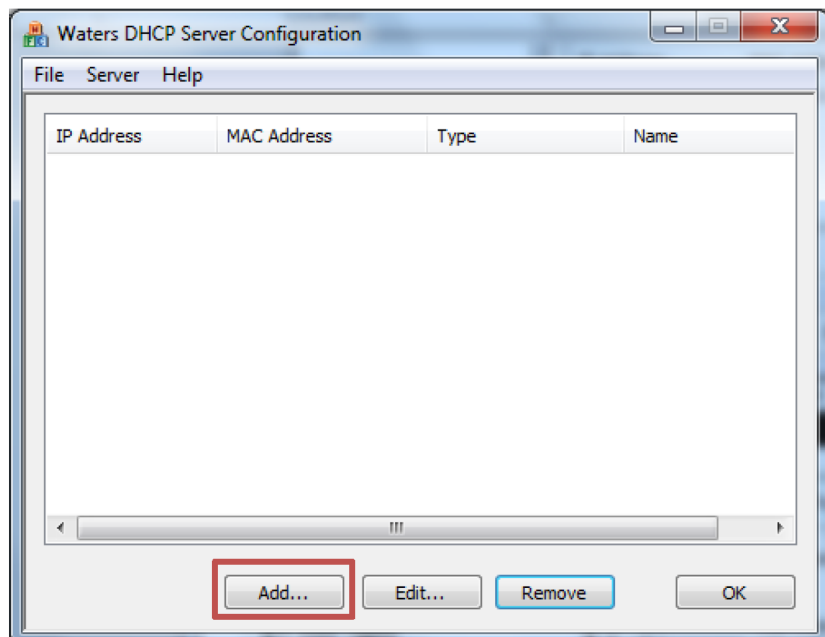 Waters DHCP Server Configuration
File Server Help
IP Address MAC Address Type Name
Add... Edit... Remove OK